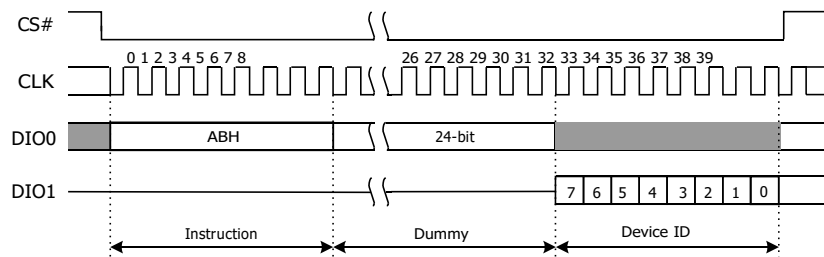 CS#
0 1 2 3 4 5 6 7 8 26 27 28 29 30 31 32 33 34 35 36 37 38 39
CLK
DIO0 ABH 24-bit
DIO1 7 6 5 4 3 2 1 0
Instruction Dummy Device ID